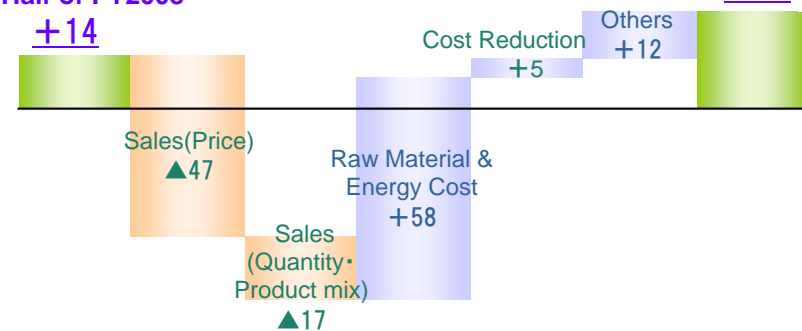 +14
Sales(Price)
▲47
Sales
(Quantity・
Product mix)
▲17
Raw Material &
Energy Cost
+58
Cost Reduction
+5
Others
+12